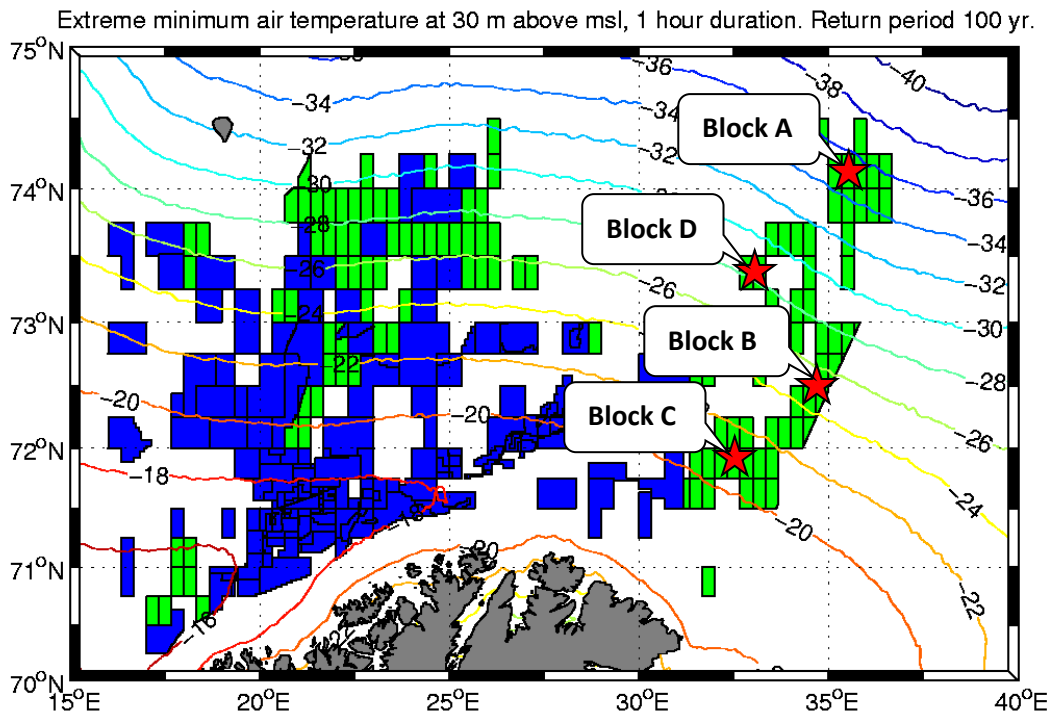 Extreme minimum air temperature at 30 m above msl, 1 hour duration. Return period 100 yr.
75°N
-36
-38
-40
-34
-34
Block A
-32
-32
74°N
-30
-36
-28
Block D
-34
-26
-26
-32
-24
73°N
-30
Block B
-22
-28
-20
-20
Block C
-26
72°N
-18
-24
-20
-18
-20
71°N
-22
-16
-22
70°N
15°E
20°E
25°E
30°E
35°E
40°E